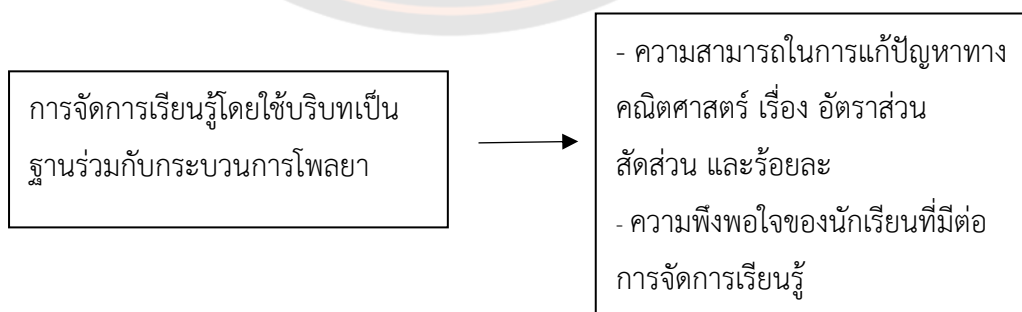 การจัดการเรียนรู้โดยใช้บริบทเป็น
ฐานร่วมกับกระบวนการโพลยา
- ความสามารถในการแก้ปัญหาทาง
คณิตศาสตร์ เรื่อง อัตราส่วน
สัดส่วน และร้อยละ
- ความพึงพอใจของนักเรียนที่มีต่อ
การจัดการเรียนรู้